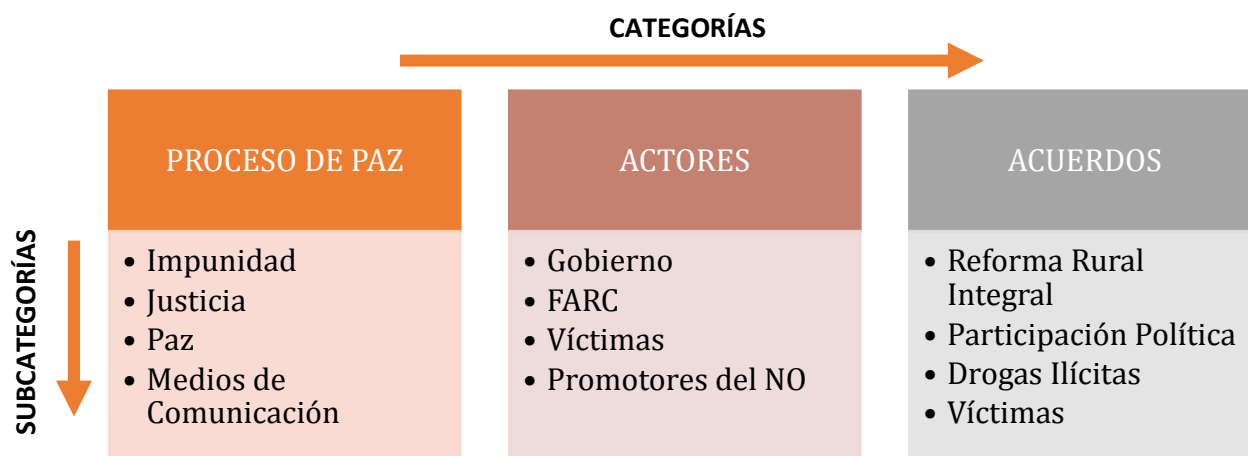 CATEGORÍAS
SUBCATEGORÍAS
PROCESO DE PAZ
• Impunidad
• Justicia
• Paz
• Medios de
Comunicación
ACTORES
• Gobierno
• FARC
• Víctimas
• Promotores del NO
ACUERDOS
• Reforma Rural
Integral
• Participación Política
• Drogas Ilícitas
• Víctimas